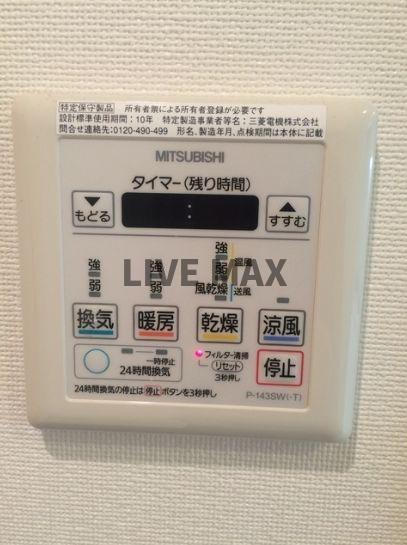 特定保守製品 所有者票による所有者登録が必要です
設計標準使用期間：10年 特定製造事業者等名：三菱電機株式会社
問合せ連絡先：0120-490-499 形名、製造年月、点検期間は本体に記載
MITSUBISHI
タイマー(残り時間)
▼ もどる : ▲ すすむ
強 強 強 温風
弱 弱 弱
風乾燥 送風
LIVE MAX
換気 暖房 乾燥 涼風
一時停止
24時間換気
フィルター清掃
リセット
3秒押し
停止
24時間換気の停止は 停止 ボタンを3秒押し
P-143SW(-T)